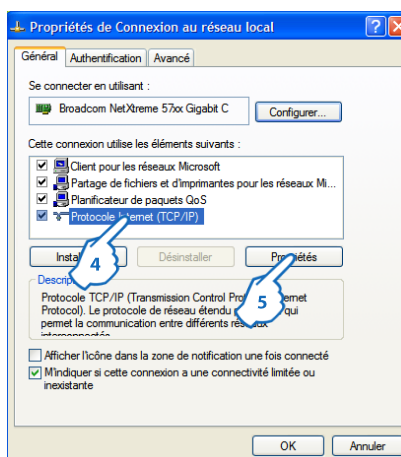 Propriétés de Connexion au réseau local
Général Authentification Avancé
Se connecter en utilisant :
Broadcom NetXtreme 57xx Gigabit C
Configurer...
Cette connexion utilise les éléments suivants :
Client pour les réseaux Microsoft
Partage de fichiers et d'imprimantes pour les réseaux Mi...
Planificateur de paquets QoS
Protocole Internet (TCP/IP)
4
Désinstaller
Propriétés
5
Protocole TCP/IP (Transmission Control
Protocol). Le protocole de réseau étendu qui
permet la communication entre différents
interconnectés
Afficher l'icône dans la zone de notification une fois connecté
M'indiquer si cette connexion a une connectivité limitée ou
inexistante
OK Annuler